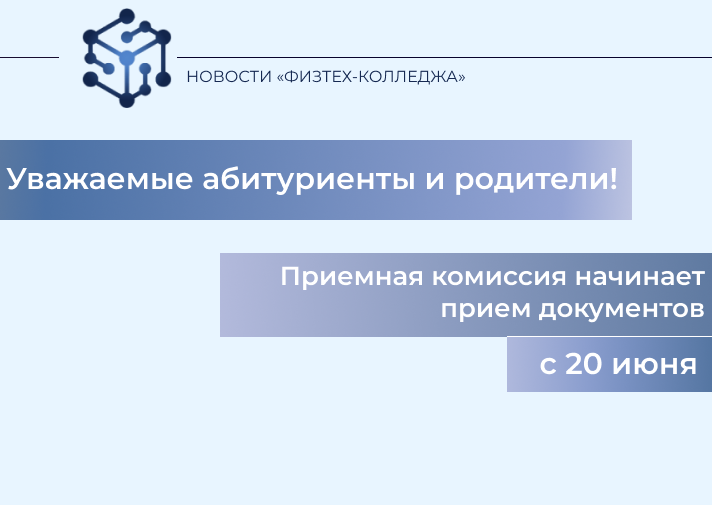 НОВОСТИ «ФИЗТЕХ-КОЛЛЕДЖА»
Уважаемые абитуриенты и родители!
Приемная комиссия начинает
прием документов
с 20 июня